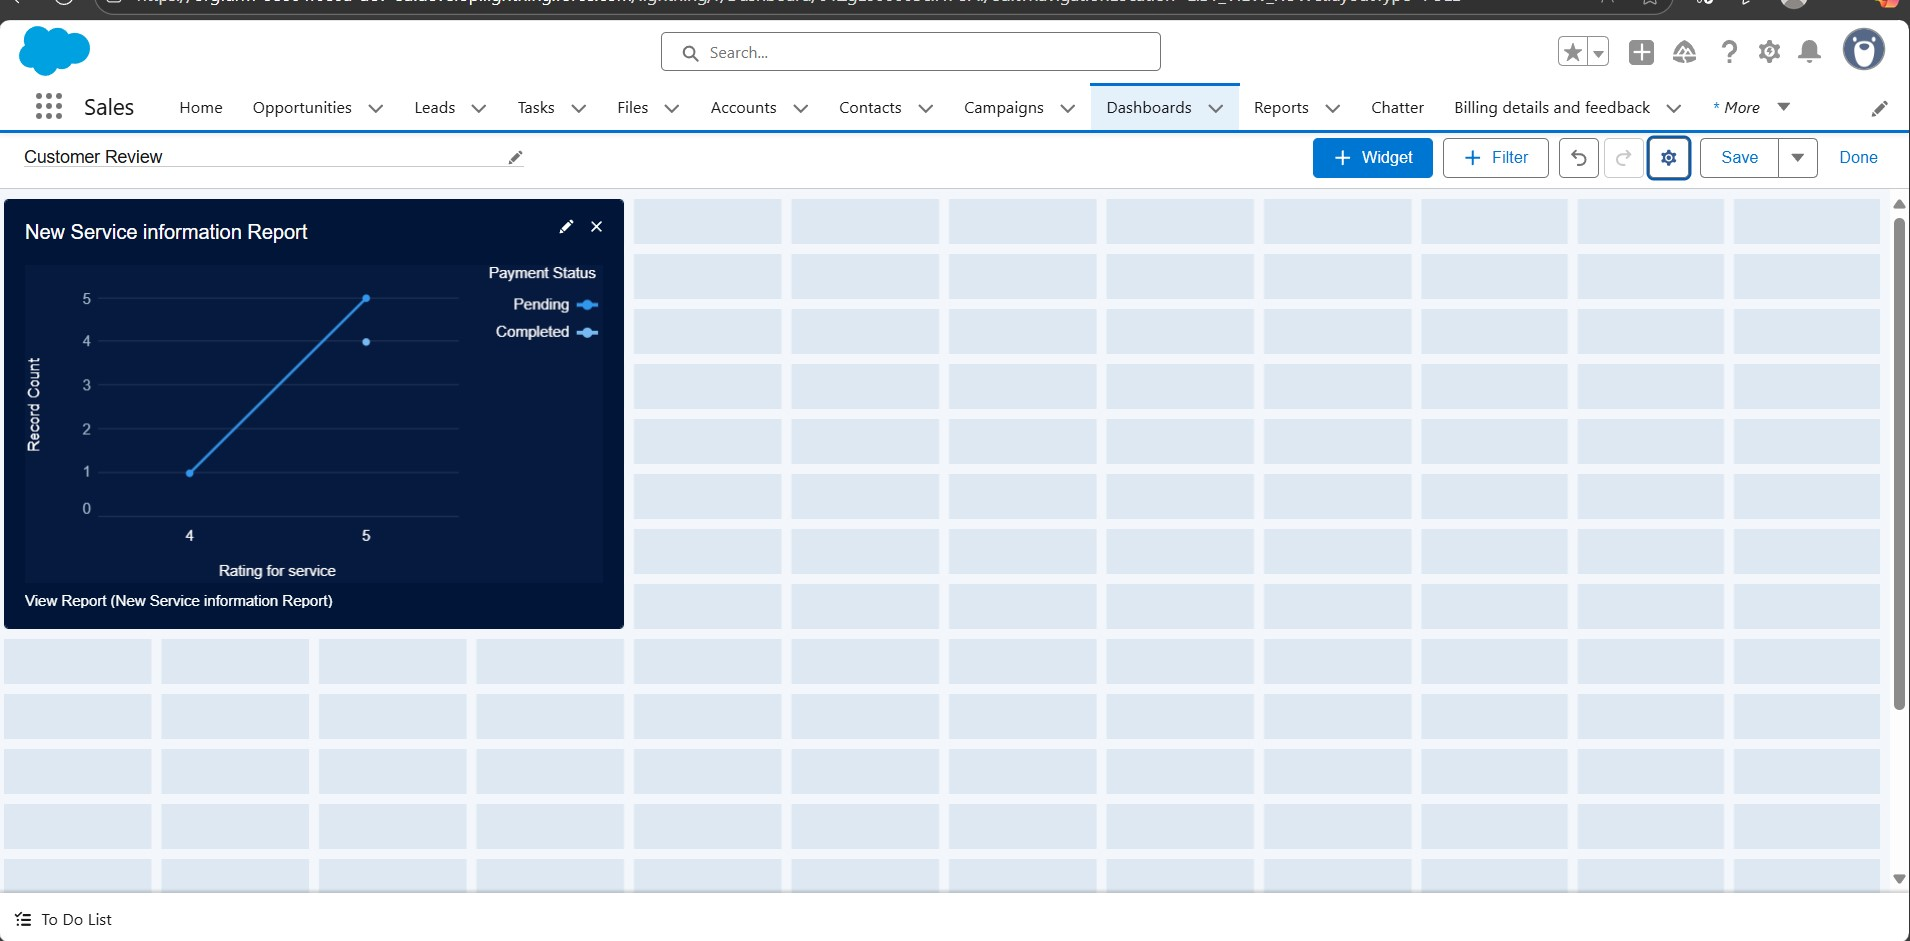 Search...
Sales
Home
Opportunities
Leads
Tasks
Files
Accounts
Contacts
Campaigns
Dashboards
Reports
Chatter
Billing details and feedback
* More
Customer Review
+ Widget
+ Filter
Save
Done
New Service information Report
Payment Status
Pending
Completed
Record Count
5
4
3
2
1
0
4
5
Rating for service
View Report (New Service information Report)
To Do List